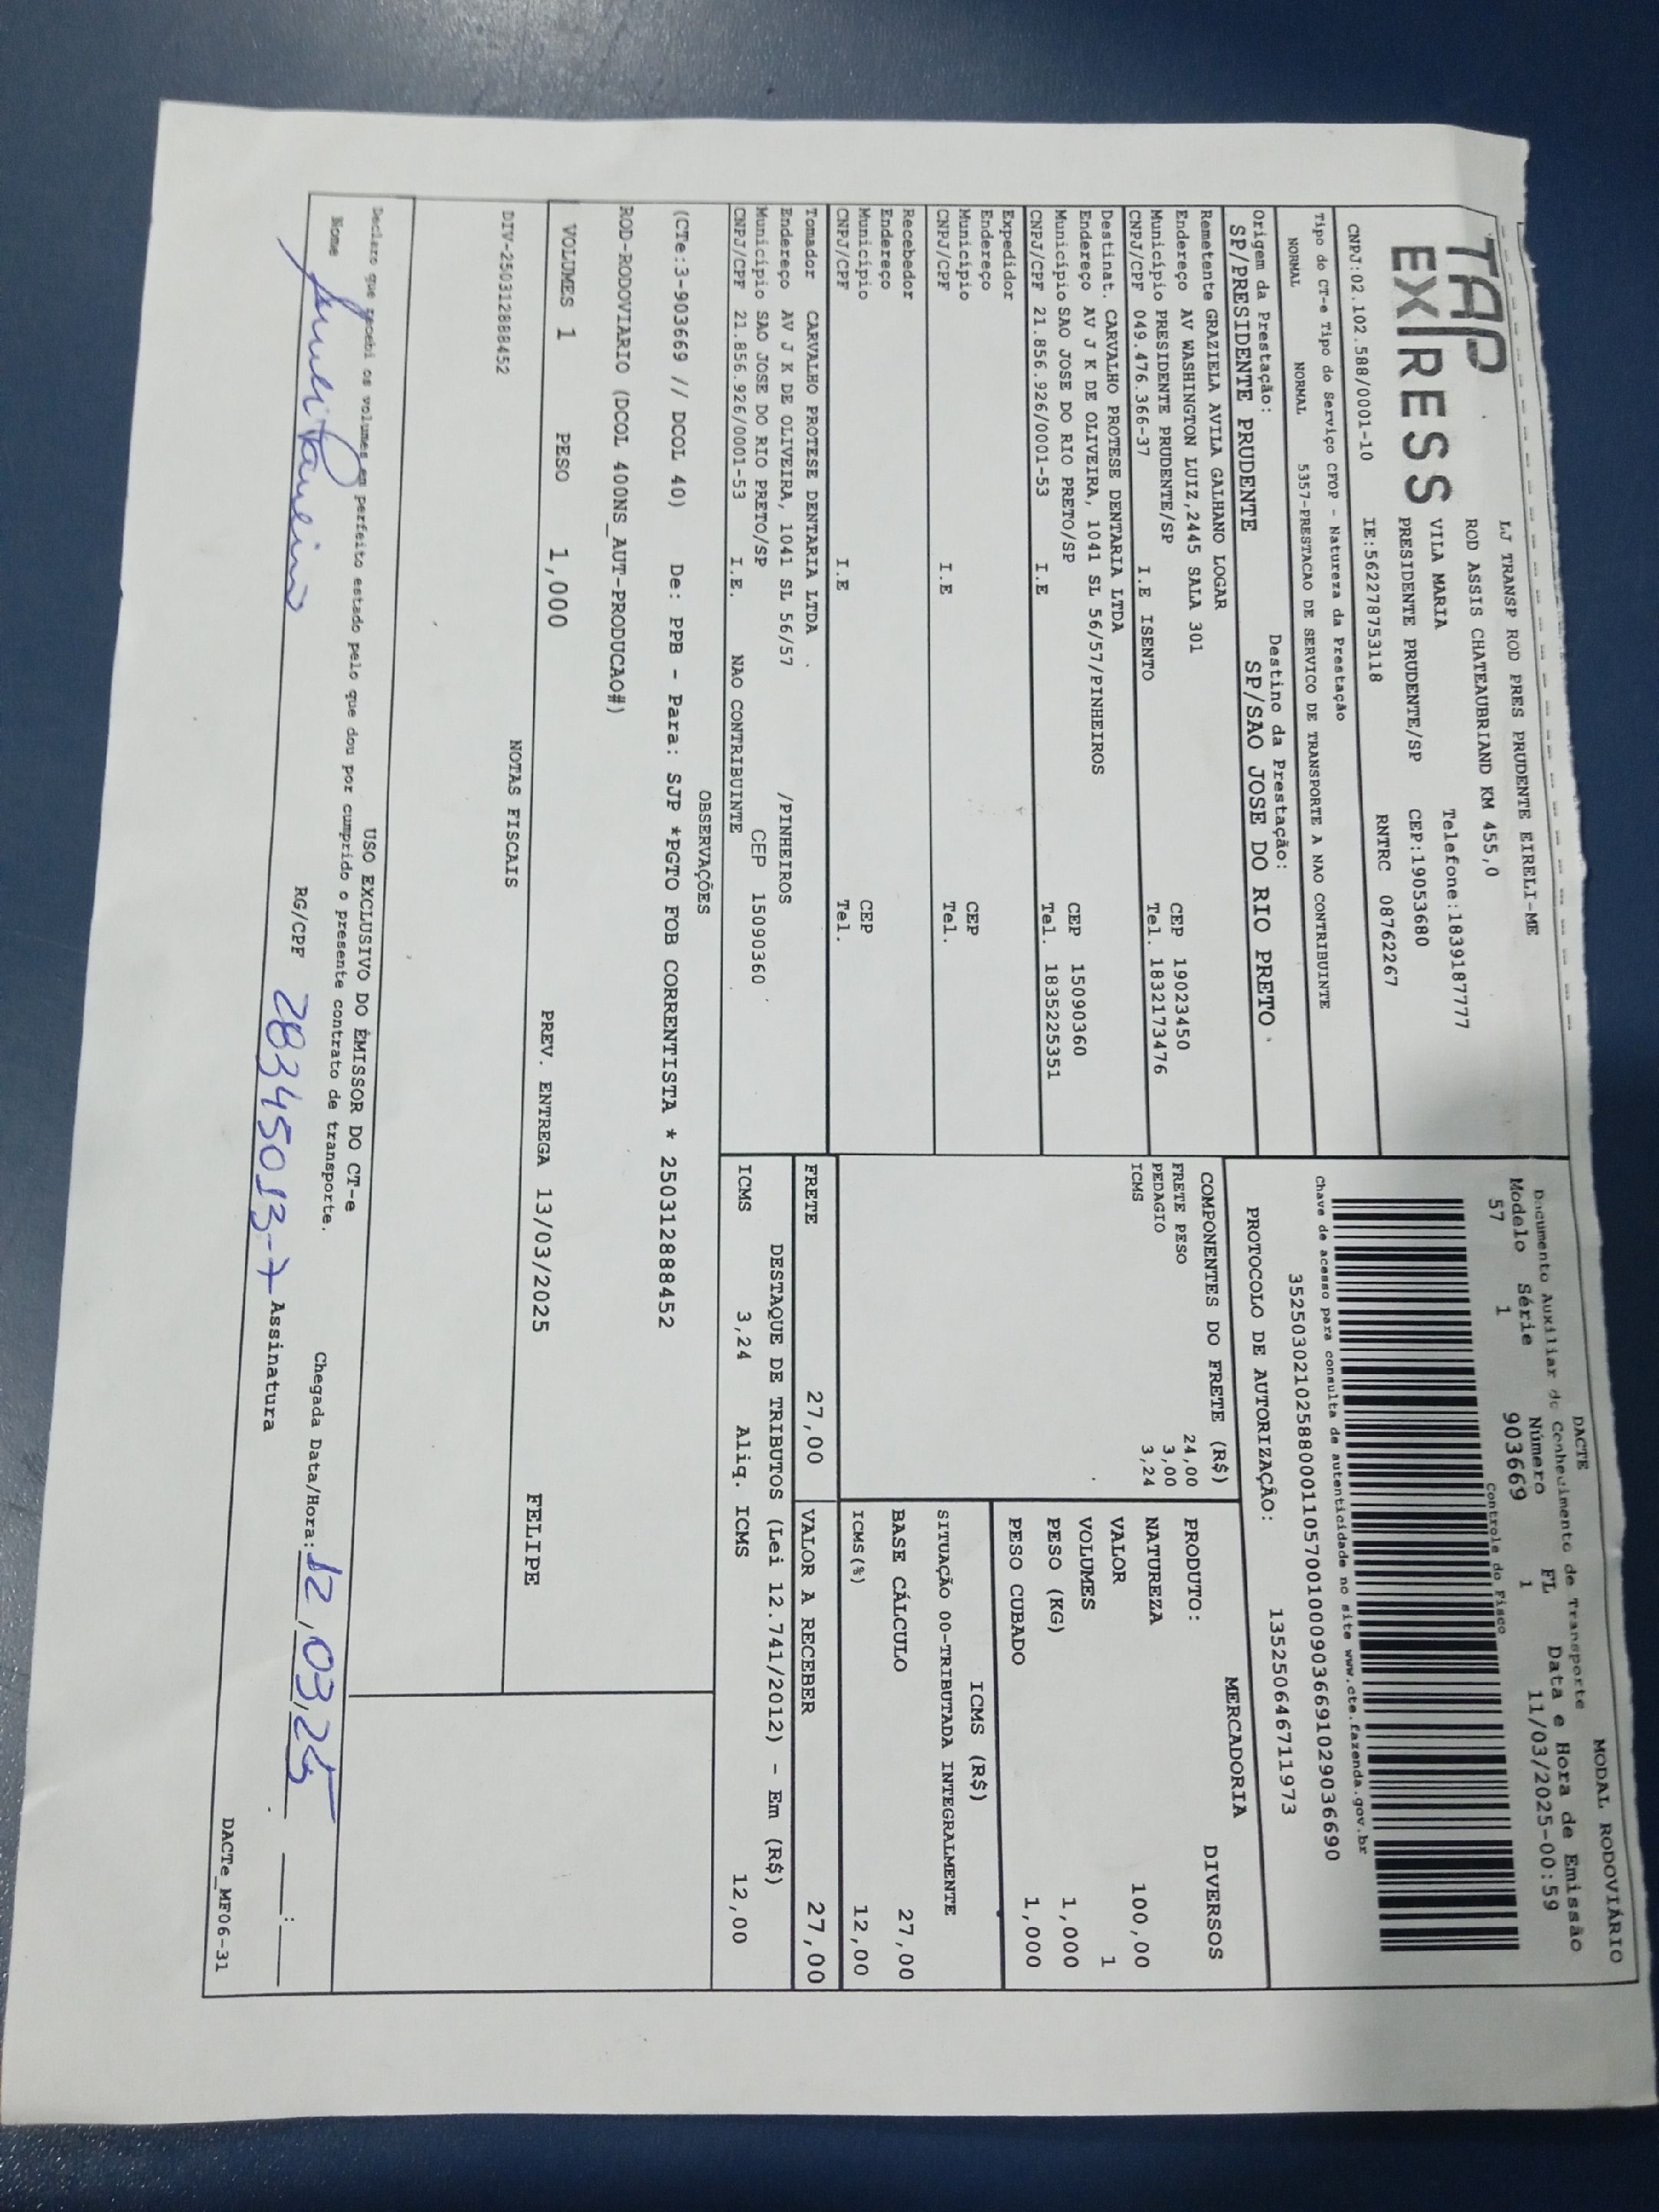 MODAL RODOVIÁRIO
DACTE
Documento Auxiliar de Conhecimento de Transporte
Modelo Série Número FL Data e Hora de Emissão
57 1 903669 1 11/03/2025-00:59
Controle do Fisco
TAP
EXPRESS
LJ TRANSP ROD PRES PRUDENTE EIRELI-ME
ROD ASSIS CHATEAUBRIAND KM 455,0
VILA MARIA Telefone:1839187777
PRESIDENTE PRUDENTE/SP CEP:19053680
CNPJ:02.102.588/0001-10 IE:562278753118 RNTRC 08762267
Tipo do CT-e Tipo do Serviço CFOP - Natureza da Prestação
NORMAL NORMAL 5357-PRESTACAO DE SERVICO DE TRANSPORTE A NAO CONTRIBUINTE
Chave de acesso para consulta de autenticidade no site www.cte.fazenda.gov.br
35250302102588000110570010009036691029036690
PROTOCOLO DE AUTORIZAÇÃO: 135250646711973
Origem da Prestação: Destino da Prestação:
SP/PRESIDENTE PRUDENTE SP/SAO JOSE DO RIO PRETO
Remetente GRAZIELA AVILA GALHANO LOGAR
Endereço AV WASHINGTON LUIZ,2445 SALA 301 CEP 19023450
Município PRESIDENTE PRUDENTE/SP Tel. 1832173476
CNPJ/CPF 049.476.366-37 I.E ISENTO
Destinat. CARVALHO PROTESE DENTARIA LTDA
Endereço AV J K DE OLIVEIRA, 1041 SL 56/57/PINHEIROS
Município SAO JOSE DO RIO PRETO/SP CEP 15090360
CNPJ/CPF 21.856.926/0001-53 I.E Tel. 1835225351
Expedidor
Endereço
Município CEP
CNPJ/CPF I.E Tel.
Recebedor
Endereço
Município CEP
CNPJ/CPF I.E Tel.
Tomador CARVALHO PROTESE DENTARIA LTDA
Endereço AV J K DE OLIVEIRA, 1041 SL 56/57 /PINHEIROS
Município SAO JOSE DO RIO PRETO/SP CEP 15090360
CNPJ/CPF 21.856.926/0001-53 I.E. NAO CONTRIBUINTE
COMPONENTES DO FRETE (R$)
FRETE PESO 24,00
PEDAGIO 3,00
ICMS 3,24
MERCADORIA
PRODUTO: DIVERSOS
NATUREZA
VALOR 100,00
VOLUMES 1
PESO (KG) 1,000
PESO CUBADO 1,000
ICMS (R$)
SITUAÇÃO 00-TRIBUTADA INTEGRALMENTE
BASE CÁLCULO 27,00
ICMS(%) 12,00
FRETE 27,00 VALOR A RECEBER 27,00
DESTAQUE DE TRIBUTOS (Lei 12.741/2012) - Em (R$)
ICMS 3,24 Aliq. ICMS 12,00
OBSERVAÇÕES
(CTe:3-903669 // DCOL 40) De: PPB - Para: SJP *PGTO FOB CORRENTISTA * 250312888452
ROD-RODOVIARIO (DCOL 400NS_AUT-PRODUCAO#)
VOLUMES 1 PESO 1,000 PREV. ENTREGA 13/03/2025 FELIPE
NOTAS FISCAIS
DIV-250312888452
USO EXCLUSIVO DO EMISSOR DO CT-e
Declaro que recebi os volumes em perfeito estado pelo que dou por cumprido o presente contrato de transporte.
Nome RG/CPF 28345013-7 Assinatura Chegada Data/Hora: 12/03/25 __:__
DACTe_MF06-31